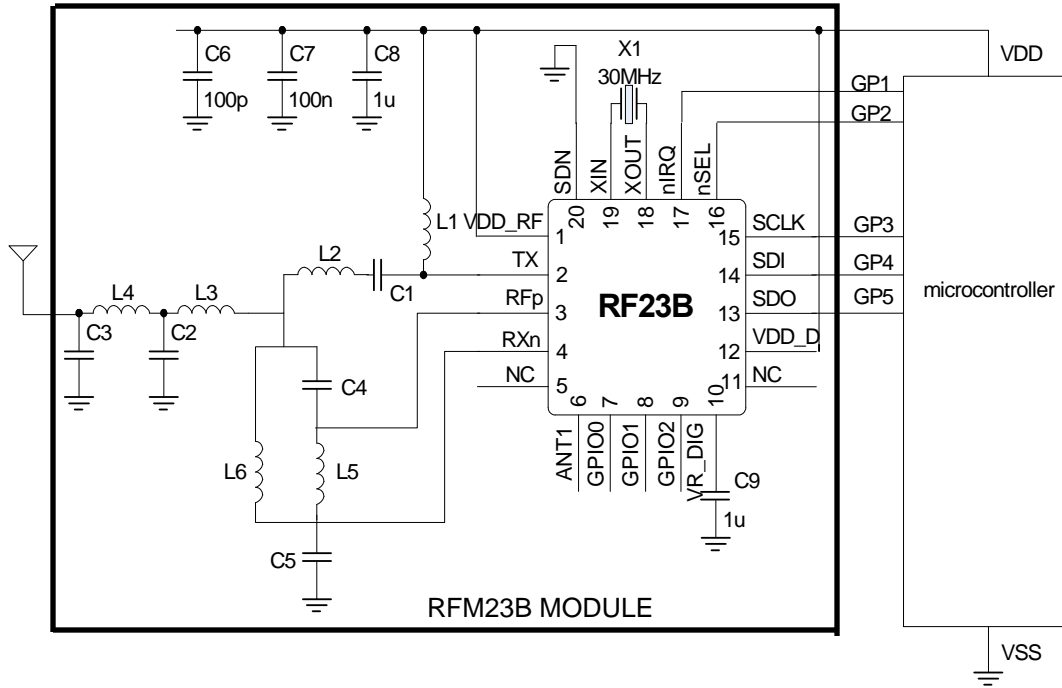 C6
100p
C7
100n
C8
1u
X1
30MHz
VDD
GP1
GP2
SDN
XIN
XOUT
nIRQ
nSEL
20
19
18
17
16
L1
VDD_RF
1
15
SCLK
GP3
L2
C1
TX
2
14
SDI
GP4
L4
L3
RFp
3
RF23B
13
SDO
GP5
microcontroller
C3
C2
RXn
4
12
VDD_D
C4
NC
5
11
NC
6
7
8
9
10
ANT1
GPIO0
GPIO1
GPIO2
VR_DIG
L6
L5
C9
1u
C5
RFM23B MODULE
VSS